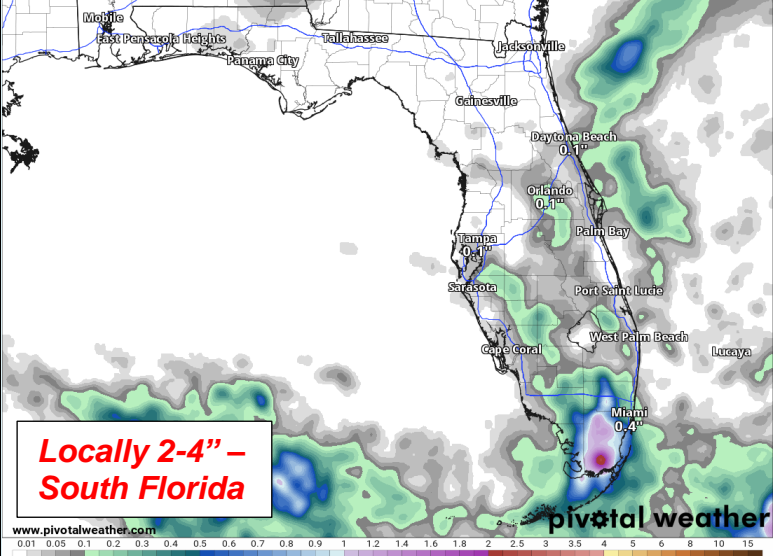 Mobile
East Pensacola Heights
Tallahassee
Jacksonville
Panama City
Gainesville
Daytona Beach
0.1"
Orlando
0.1"
Palm Bay
Tampa
0.1"
Sarasota
Port Saint Lucie
West Palm Beach
Cape Coral
Lucaya
Miami
0.4"
Locally 2-4” –
South Florida
pivotal weather
www.pivotalweather.com
0.01 0.05 0.1 0.2 0.3 0.4 0.5 0.6 0.7 0.8 0.9 1 1.2 1.4 1.6 1.8 2 2.5 3 3.5 4 5 6 8 10 15